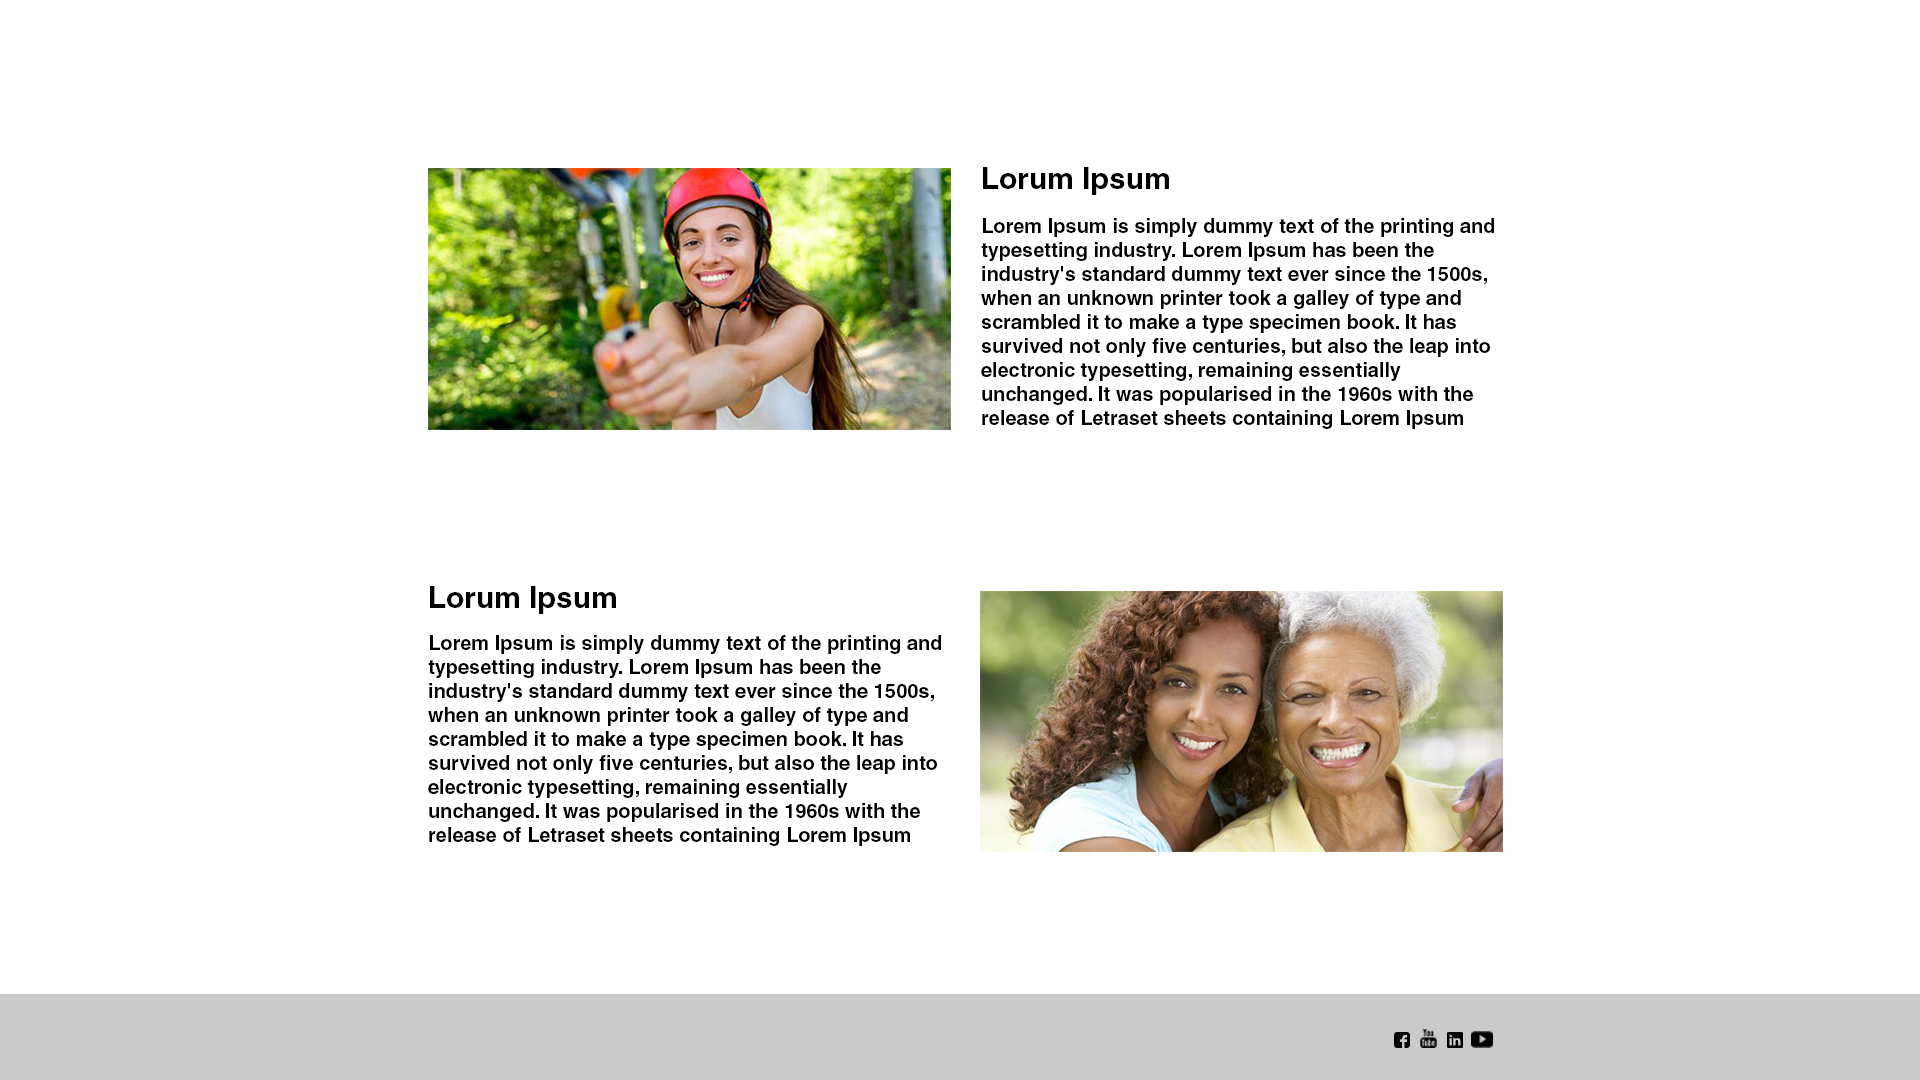 Lorum Ipsum
Lorem Ipsum is simply dummy text of the printing and
typesetting industry. Lorem Ipsum has been the
industry's standard dummy text ever since the 1500s,
when an unknown printer took a galley of type and
scrambled it to make a type specimen book. It has
survived not only five centuries, but also the leap into
electronic typesetting, remaining essentially
unchanged. It was popularised in the 1960s with the
release of Letraset sheets containing Lorem Ipsum
Lorum Ipsum
Lorem Ipsum is simply dummy text of the printing and
typesetting industry. Lorem Ipsum has been the
industry's standard dummy text ever since the 1500s,
when an unknown printer took a galley of type and
scrambled it to make a type specimen book. It has
survived not only five centuries, but also the leap into
electronic typesetting, remaining essentially
unchanged. It was popularised in the 1960s with the
release of Letraset sheets containing Lorem Ipsum
f You Tube in